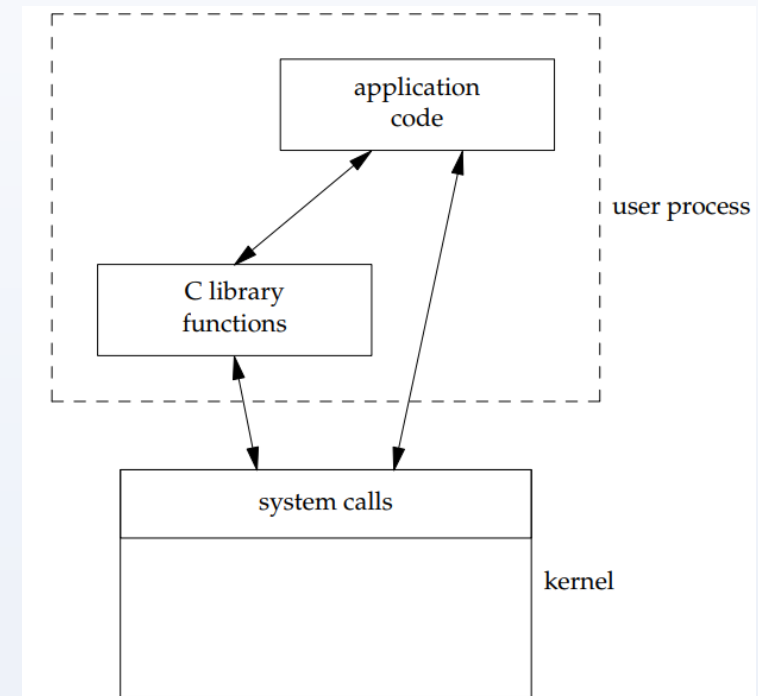 application
code
user process
C library
functions
system calls
kernel